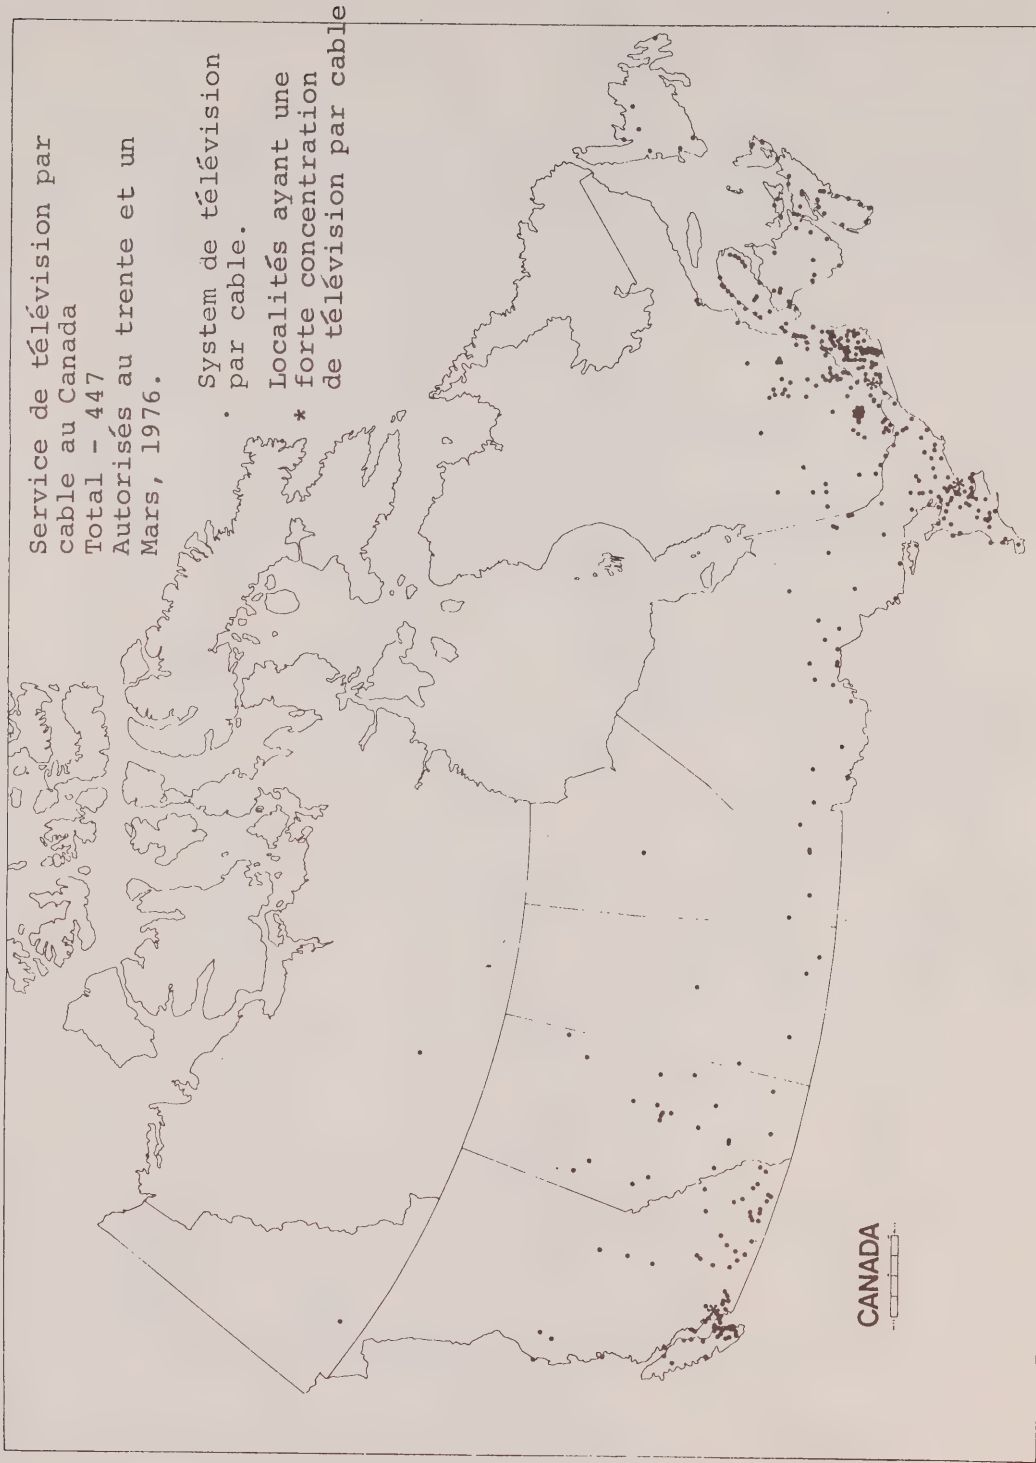 Service de télévision par
cable au Canada
Total - 447
Autorisés au trente et un
Mars, 1976.
. System de télévision
par cable.
* Localités ayant une
forte concentration
de télévision par cable
CANADA